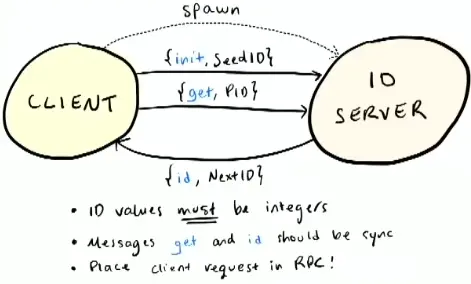 spawn
{init, SeedID}
{get, PID}
CLIENT
ID
SERVER
{id, NextID}
• ID values must be integers
• Messages get and id should be sync
• Place client request in RPC!